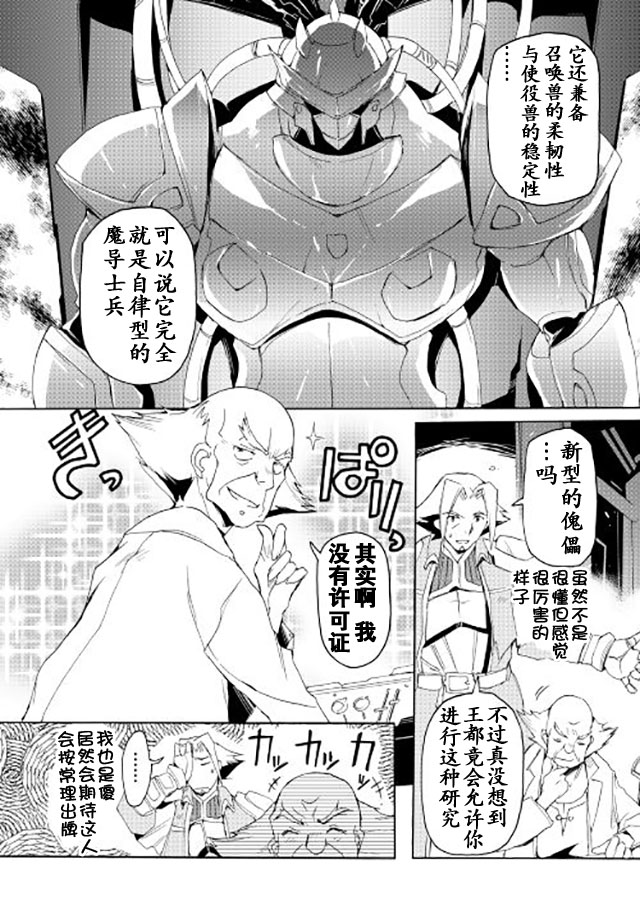 它还兼备
召唤兽的柔韧性
与使役兽的稳定性
……
可以说它完全
就是自律型的
魔导士兵
新型的傀儡
…吗
虽然不是
很懂但感觉
很厉害的
样子
…
不过真没想到
王都竟会允许你
进行这种研究
ぱりっ
きっ
其实啊 我
没有许可证
カッカッカッ
我也是傻
居然会期待这人
会按常理出牌